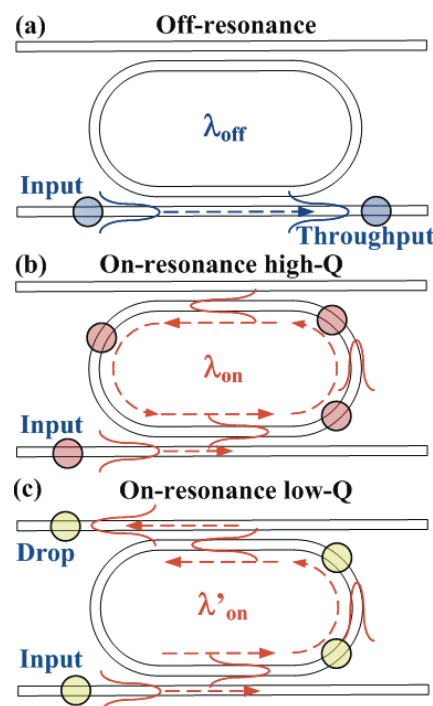 (a) Off-resonance
λoff
Input
Throughput
(b) On-resonance high-Q
λon
Input
(c) On-resonance low-Q
Drop
λ’on
Input